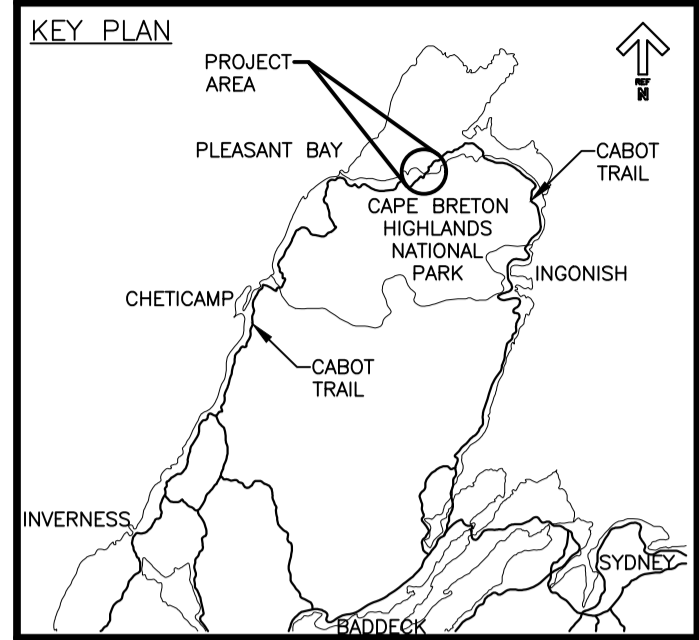 KEY PLAN
PROJECT
AREA
REF
N
PLEASANT BAY
CABOT
TRAIL
CAPE BRETON
HIGHLANDS
NATIONAL
PARK
INGONISH
CHETICAMP
CABOT
TRAIL
INVERNESS
SYDNEY
BADDECK